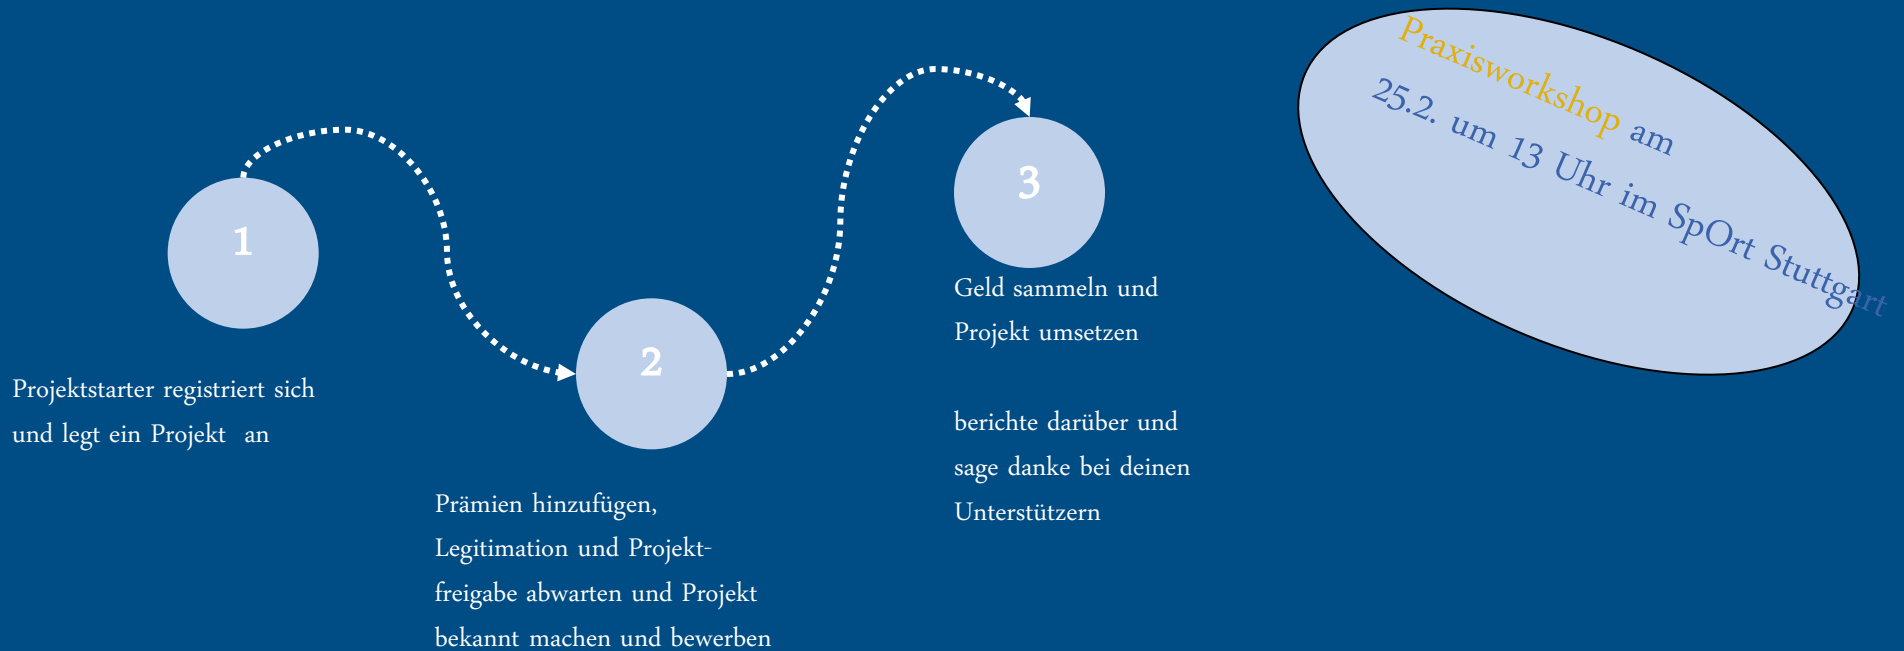 1
Projektstarter registriert sich
und legt ein Projekt an
2
Prämien hinzufügen,
Legitimation und Projekt-
freigabe abwarten und Projekt
bekannt machen und bewerben
3
Geld sammeln und
Projekt umsetzen
berichte darüber und
sage danke bei deinen
Unterstützern
Praxisworkshop am
25.2. um 13 Uhr im SpOrt Stuttgart